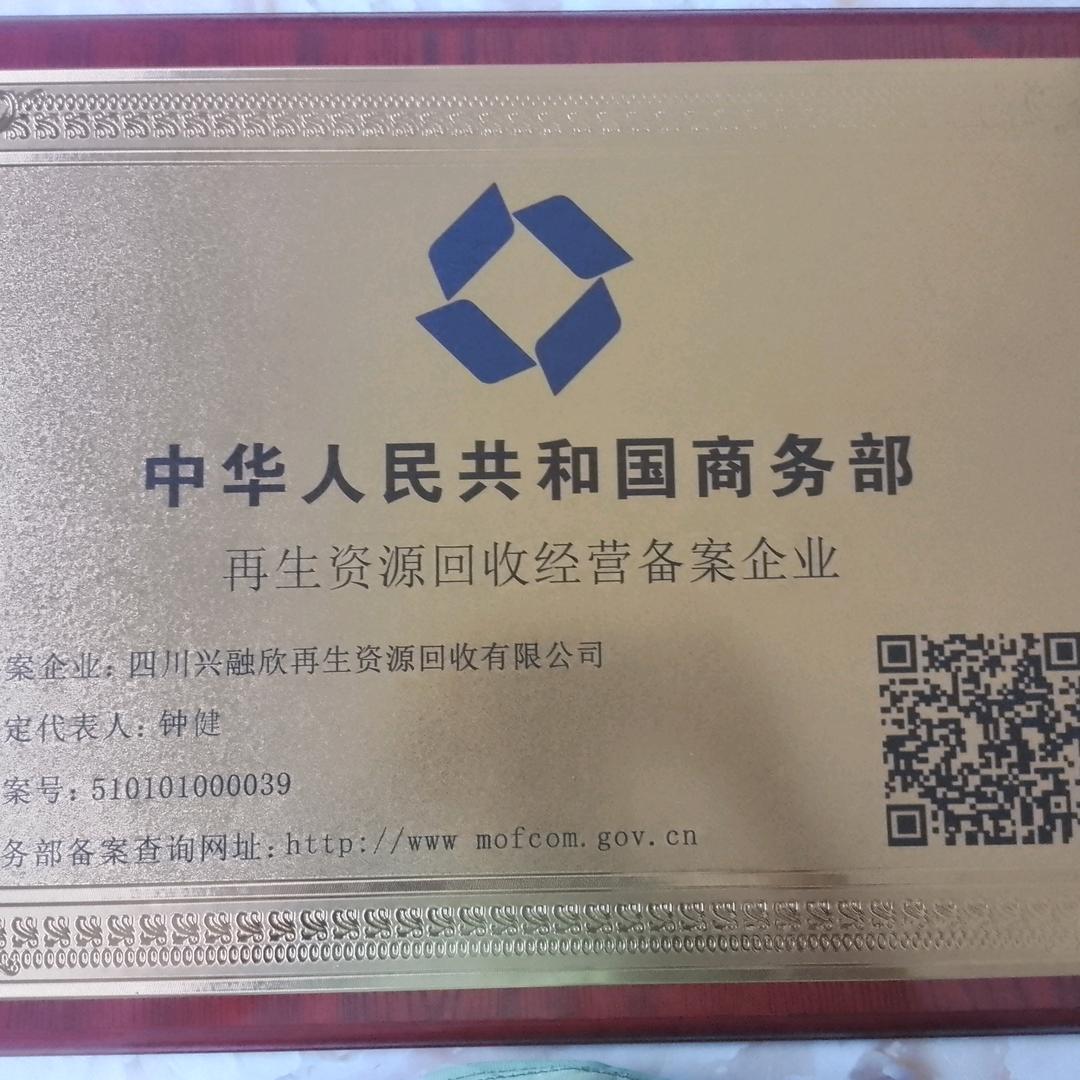 中华人民共和国商务部
再生资源回收经营备案企业
案企业:四川兴融欣再生资源回收有限公司
定代表人:钟健
案号:510101000039
务部备案查询网址:http://www mofcom.gov.cn